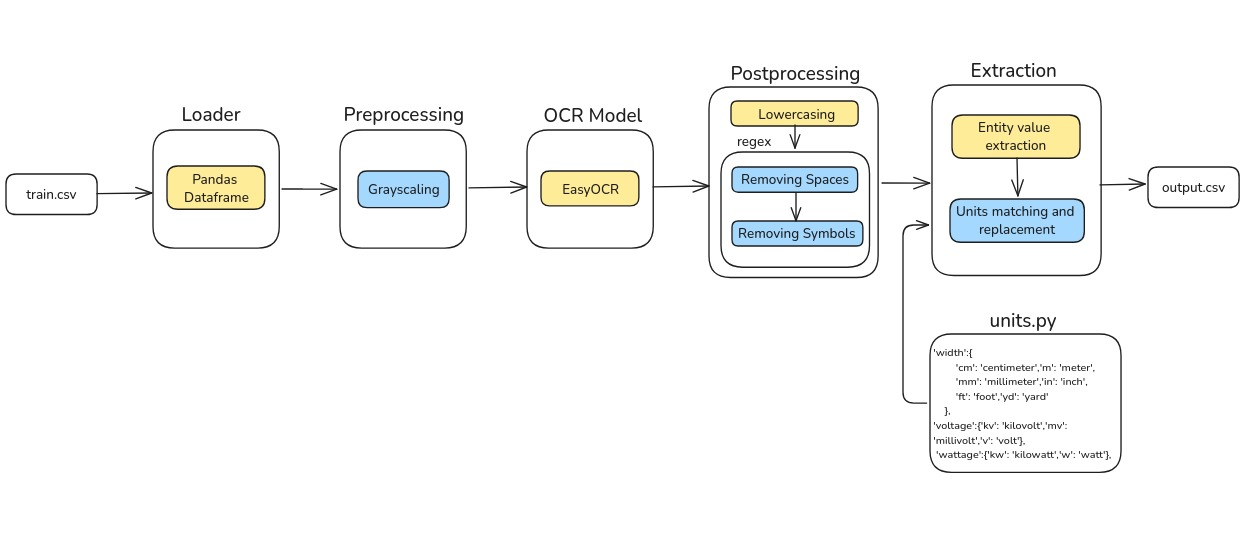 train.csv
Loader
Pandas
Dataframe
Preprocessing
Grayscaling
OCR Model
EasyOCR
Postprocessing
Lowercasing
regex
Removing Spaces
Removing Symbols
Extraction
Entity value
extraction
Units matching and
replacement
output.csv
units.py
'width':{
'cm': 'centimeter','m': 'meter',
'mm': 'millimeter','in': 'inch',
'ft': 'foot','yd': 'yard'
},
'voltage':{'kv': 'kilovolt','mv':
'millivolt','v': 'volt'},
'wattage':{'kw': 'kilowatt','w': 'watt'},